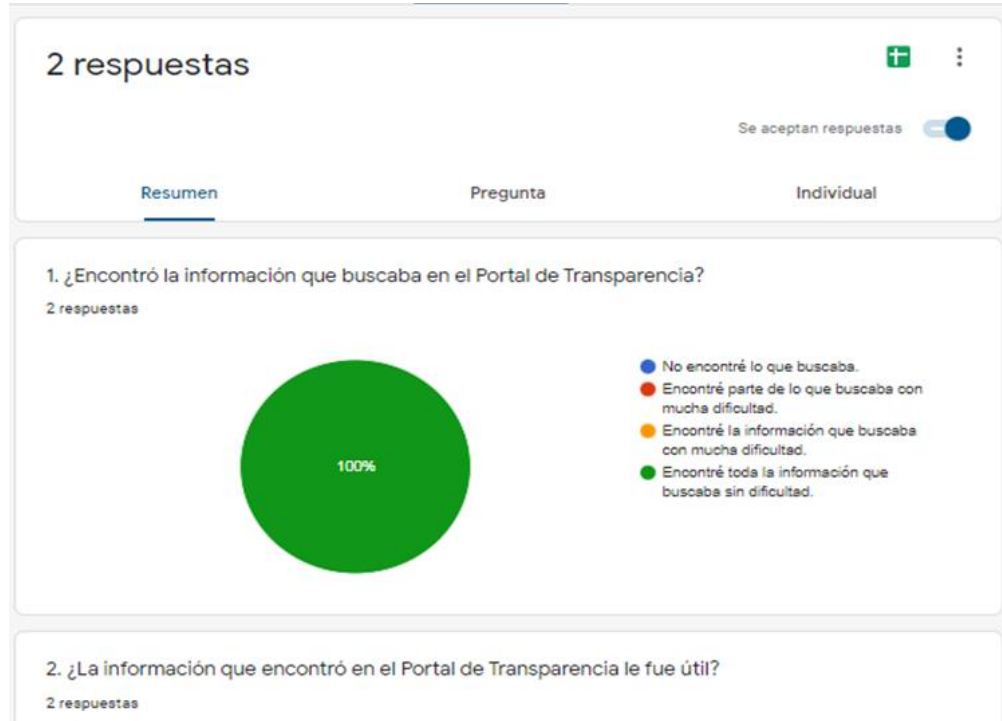 2 respuestas
Se aceptan respuestas
Resumen
Pregunta
Individual
1. ¿Encontró la información que buscaba en el Portal de Transparencia?
2 respuestas
100%
No encontré lo que buscaba.
Encontré parte de lo que buscaba con
mucha dificultad.
Encontré la información que buscaba
con mucha dificultad.
Encontré toda la información que
buscaba sin dificultad.
2. ¿La información que encontró en el Portal de Transparencia le fue útil?
2 respuestas